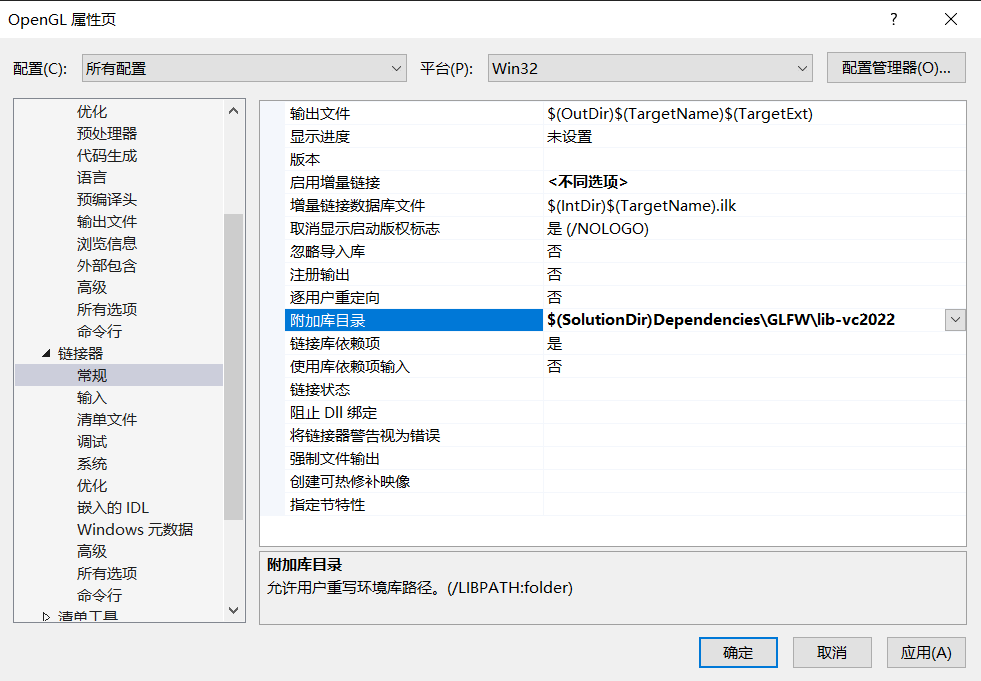 OpenGL 属性页 ?
配置(C): 所有配置 平台(P): Win32 配置管理器(O)...
优化
预处理器
代码生成
语言
预编译头
输出文件
浏览信息
外部包含
高级
所有选项
命令行
链接器
常规
输入
清单文件
调试
系统
优化
嵌入的 IDL
Windows 元数据
高级
所有选项
命令行
清单工具
输出文件 $(OutDir)$(TargetName)$(TargetExt)
显示进度 未设置
版本
启用增量链接 <不同选项>
增量链接数据库文件 $(IntDir)$(TargetName).ilk
取消显示启动版权标志 是 (/NOLOGO)
忽略导入库 否
注册输出 否
逐用户重定向 否
附加库目录 $(SolutionDir)Dependencies\GLFW\lib-vc2022
链接库依赖项 是
使用库依赖项输入 否
链接状态
阻止 Dll 绑定
将链接器警告视为错误
强制文件输出
创建可热修补映像
指定节特性
附加库目录
允许用户重写环境库路径。(/LIBPATH:folder)
确定 取消 应用(A)